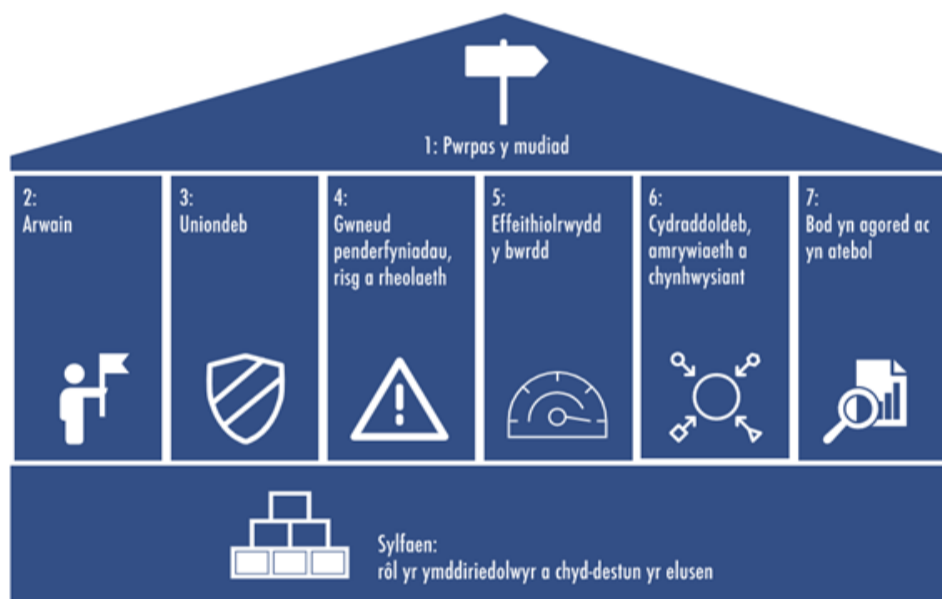 1: Pwrpas y mudiad
2:
Arwain
3:
Uniondeb
4:
Gwneud
penderfyniadau,
risg a rheolaeth
5:
Effeithiolrwydd
y bwrdd
6:
Cydraddoldeb,
amrywiaeth a
chynhwysiant
7:
Bod yn agored ac
yn atebol
Sylfaen:
rôl yr ymddiriedolwyr a chyd-destun yr elusen